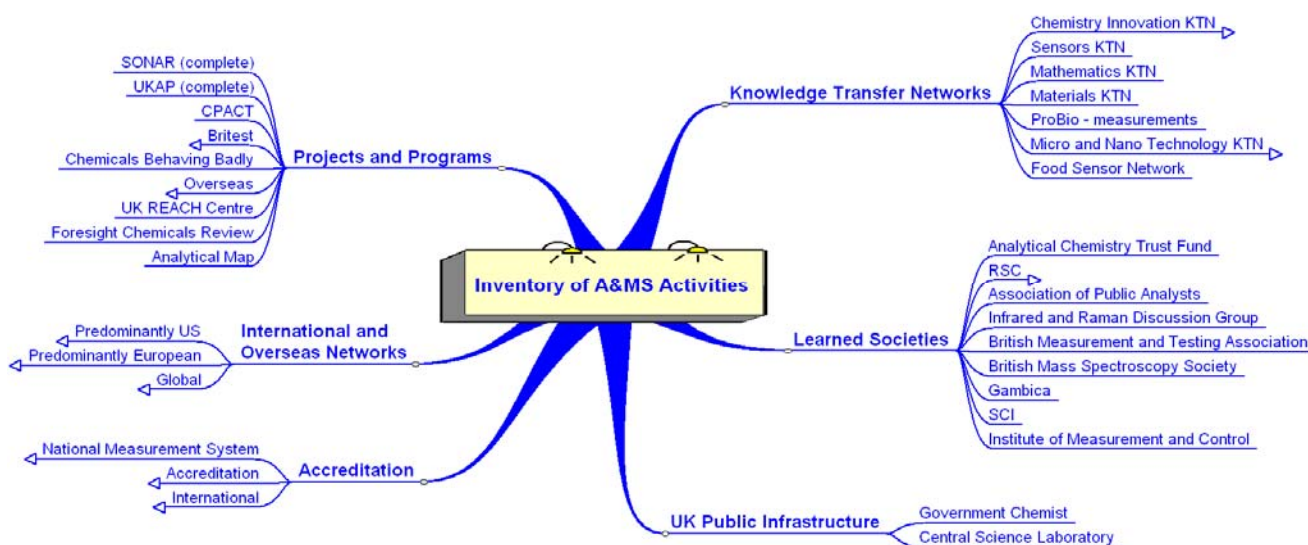 Inventory of A&MS Activities
Knowledge Transfer Networks
Chemistry Innovation KTN
Sensors KTN
Mathematics KTN
Materials KTN
ProBio - measurements
Micro and Nano Technology KTN
Food Sensor Network
Learned Societies
Analytical Chemistry Trust Fund
RSC
Association of Public Analysts
Infrared and Raman Discussion Group
British Measurement and Testing Association
British Mass Spectroscopy Society
Gambica
SCI
Institute of Measurement and Control
UK Public Infrastructure
Government Chemist
Central Science Laboratory
Projects and Programs
SONAR (complete)
UKAP (complete)
CPACT
Britest
Chemicals Behaving Badly
Overseas
UK REACH Centre
Foresight Chemicals Review
Analytical Map
International and
Overseas Networks
Predominantly US
Predominantly European
Global
Accreditation
National Measurement System
Accreditation
International